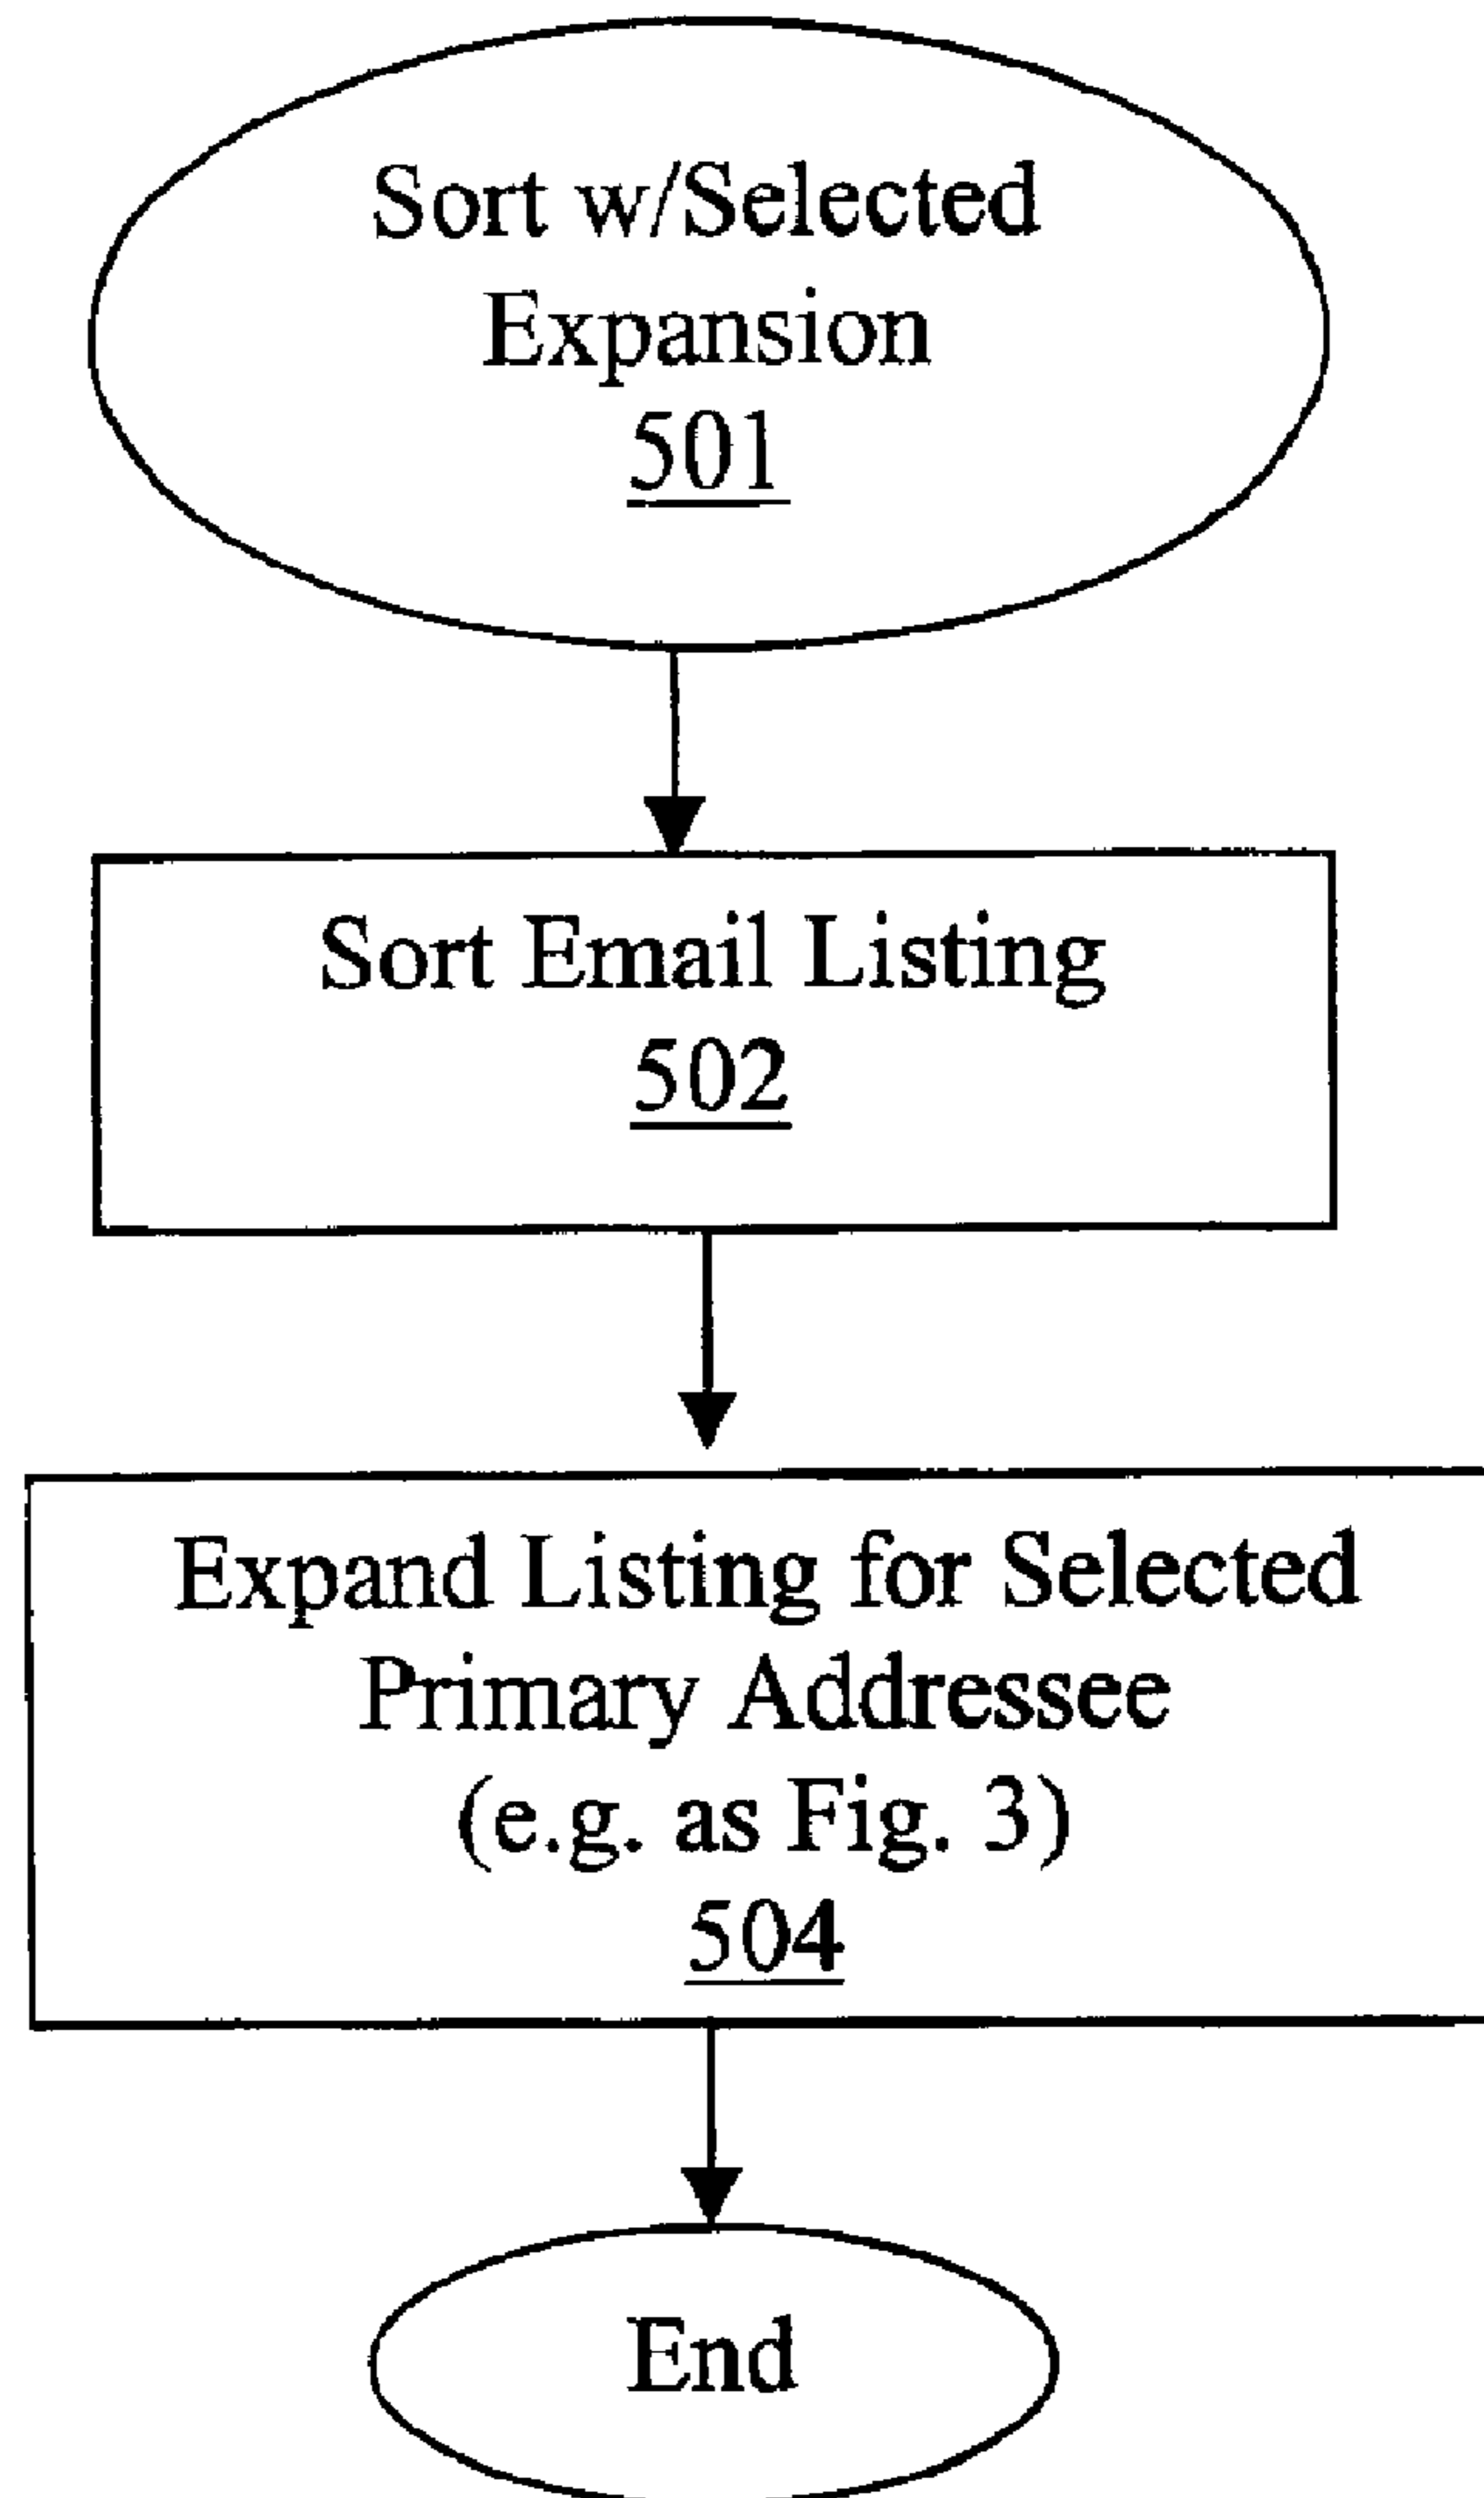 Sort w/Selected
Expansion
501
Sort Email Listing
502
Expand Listing for Selected
Primary Addressee
(e.g. as Fig. 3)
504
End